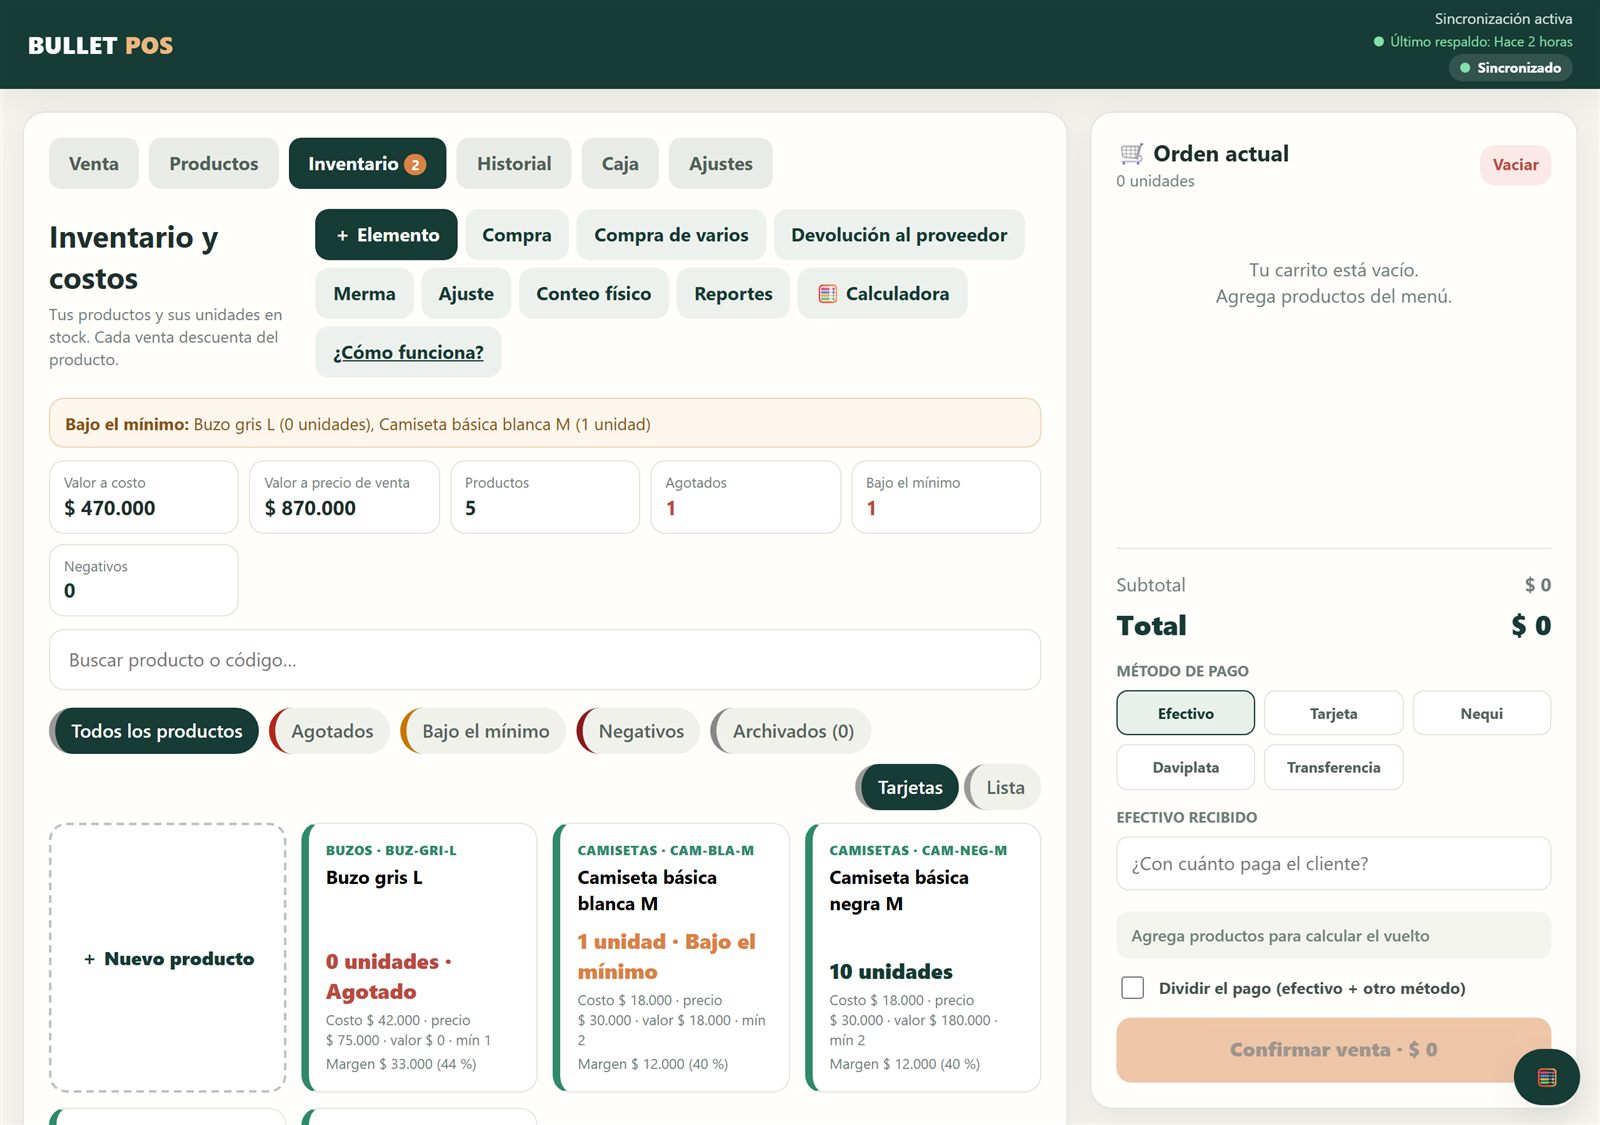 BULLET POS
Sincronización activa
Último respaldo: Hace 2 horas
Sincronizado
Venta
Productos
Inventario 2
Historial
Caja
Ajustes
Inventario y
costos
Tus productos y sus unidades en
stock. Cada venta descuenta del
producto.
+ Elemento
Compra
Compra de varios
Devolución al proveedor
Merma
Ajuste
Conteo físico
Reportes
Calculadora
¿Cómo funciona?
Bajo el mínimo: Buzo gris L (0 unidades), Camiseta básica blanca M (1 unidad)
Valor a costo
$ 470.000
Valor a precio de venta
$ 870.000
Productos
5
Agotados
1
Bajo el mínimo
1
Negativos
0
Buscar producto o código...
Todos los productos
Agotados
Bajo el mínimo
Negativos
Archivados (0)
Tarjetas
Lista
+ Nuevo producto
BUZOS · BUZ-GRI-L
Buzo gris L
0 unidades ·
Agotado
Costo $ 42.000 · precio
$ 75.000 · valor $ 0 · mín 1
Margen $ 33.000 (44 %)
CAMISETAS · CAM-BLA-M
Camiseta básica
blanca M
1 unidad · Bajo el
mínimo
Costo $ 18.000 · precio
$ 30.000 · valor $ 18.000 · mín
2
Margen $ 12.000 (40 %)
CAMISETAS · CAM-NEG-M
Camiseta básica
negra M
10 unidades
Costo $ 18.000 · precio
$ 30.000 · valor $ 180.000 ·
mín 2
Margen $ 12.000 (40 %)
Orden actual
0 unidades
Vaciar
Tu carrito está vacío.
Agrega productos del menú.
Subtotal
$ 0
Total
$ 0
MÉTODO DE PAGO
Efectivo
Tarjeta
Nequi
Daviplata
Transferencia
EFECTIVO RECIBIDO
¿Con cuánto paga el cliente?
Agrega productos para calcular el vuelto
Dividir el pago (efectivo + otro método)
Confirmar venta · $ 0